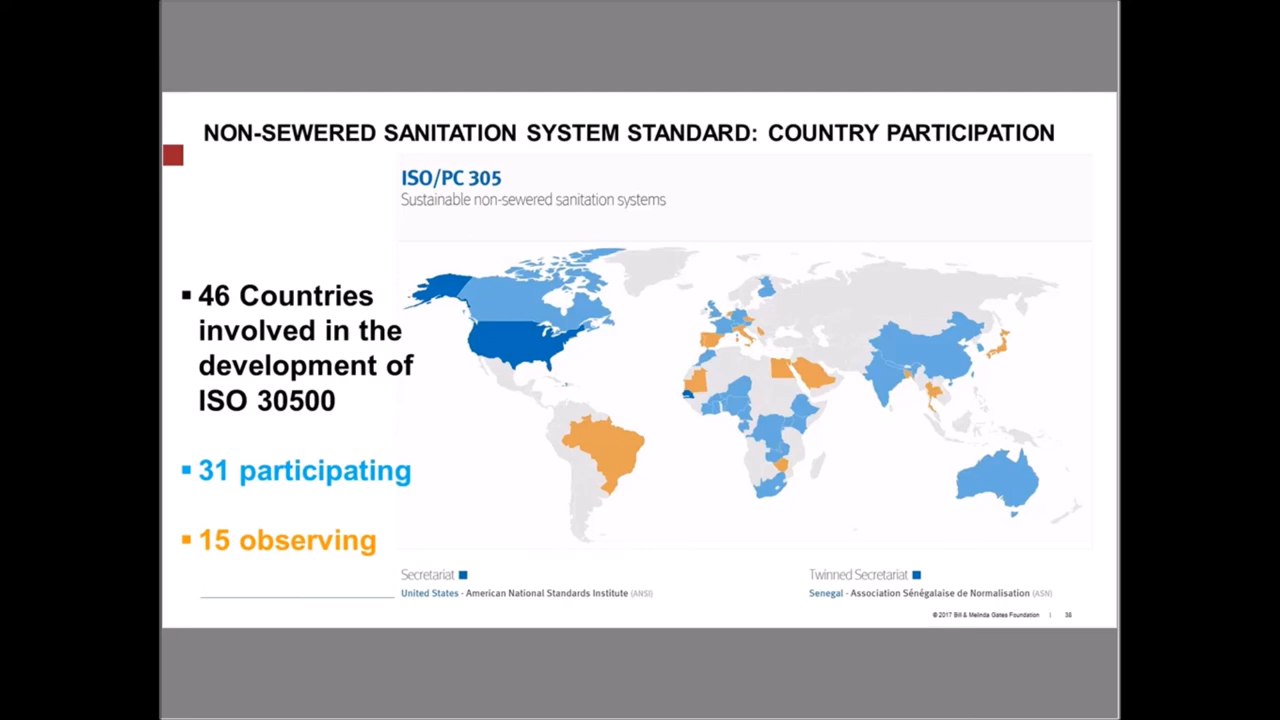 NON-SEWERED SANITATION SYSTEM STANDARD: COUNTRY PARTICIPATION
ISO/PC 305
Sustainable non-sewered sanitation systems
▪ 46 Countries
involved in the
development of
ISO 30500
▪ 31 participating
▪ 15 observing
Secretariat
United States - American National Standards Institute (ANSI)
Twinned Secretariat
Senegal - Association Sénégalaise de Normalisation (ASN)
© 2017 Bill & Melinda Gates Foundation | 38